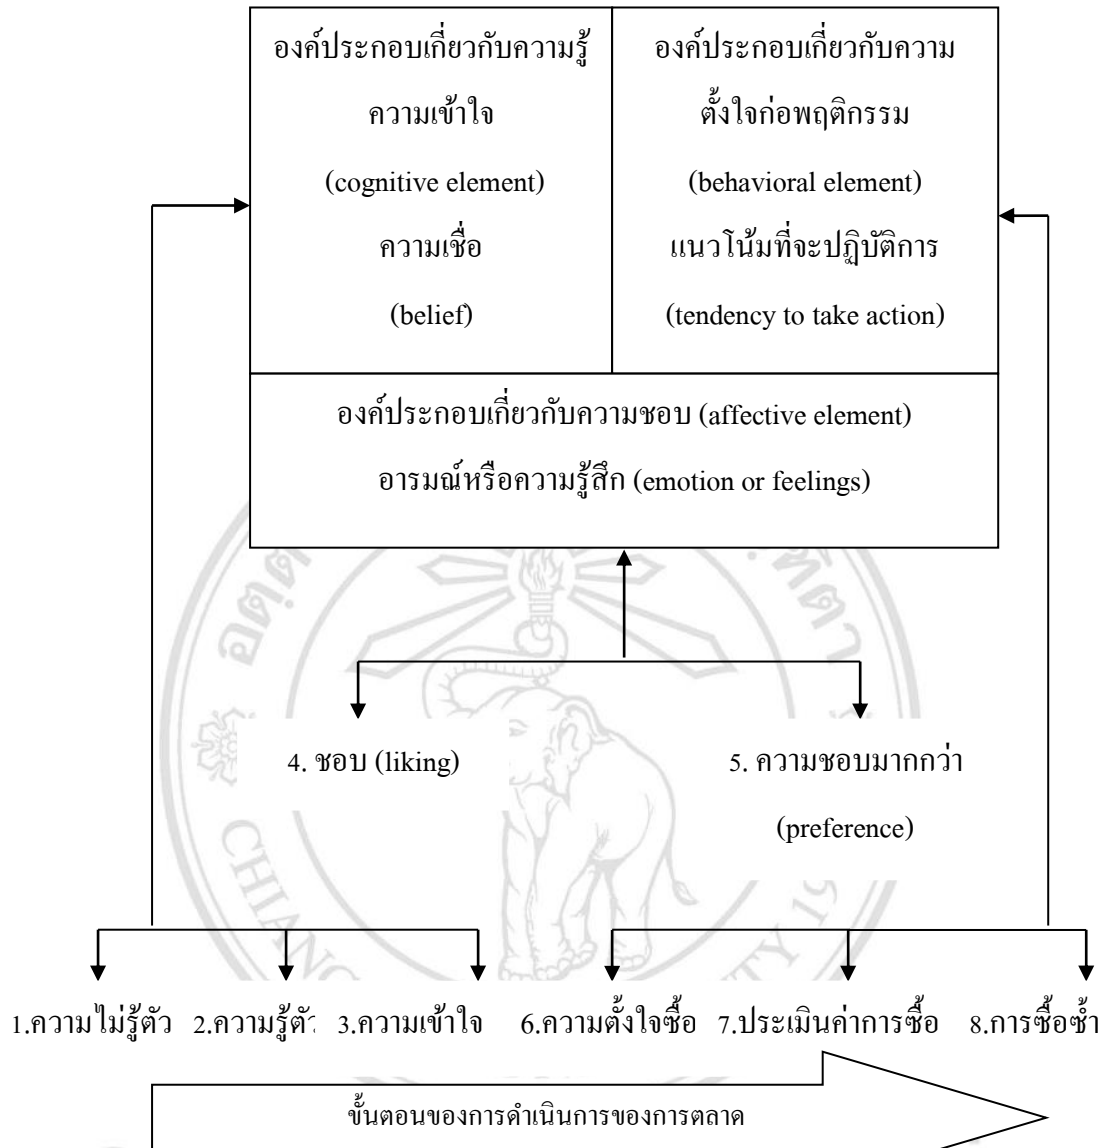 องค์ประกอบเกี่ยวกับความรู้
ความเข้าใจ
(cognitive element)
ความเชื่อ
(belief)
องค์ประกอบเกี่ยวกับความ
ตั้งใจก่อพฤติกรรม
(behavioral element)
แนวโน้มที่จะปฏิบัติการ
(tendency to take action)
องค์ประกอบเกี่ยวกับความชอบ (affective element)
อารมณ์หรือความรู้สึก (emotion or feelings)
4. ชอบ (liking)
5. ความชอบมากกว่า
(preference)
1.ความไม่รู้ตัว 2.ความรู้ตั 3.ความเข้าใจ 6.ความตั้งใจซื้อ 7.ประเมินค่าการซื้อ 8.การซื้อซ้ำ
ขั้นตอนของการดำเนินการของการตลาด